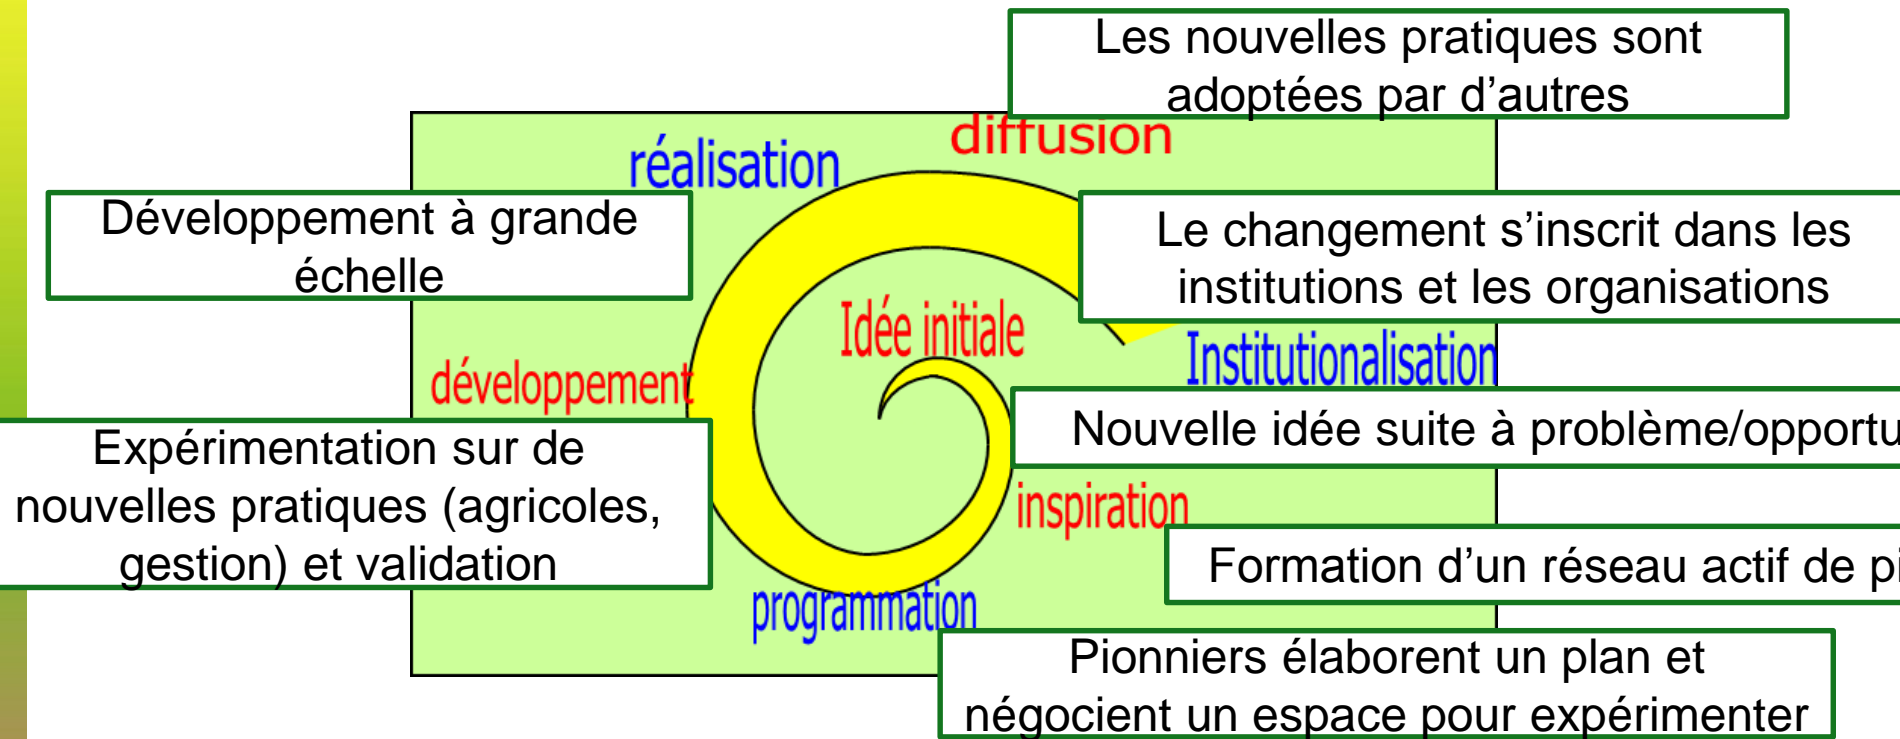 Les nouvelles pratiques sont
adoptées par d’autres
diffusion
réalisation
Développement à grande
échelle
Le changement s’inscrit dans les
institutions et les organisations
Idée initiale
Institutionalisation
développement
Nouvelle idée suite à problème/
Expérimentation sur de
nouvelles pratiques (agricoles,
gestion) et validation
inspiration
Formation d’un réseau actif de
programmation
Pionniers élaborent un plan et
négocient un espace pour expérimenter